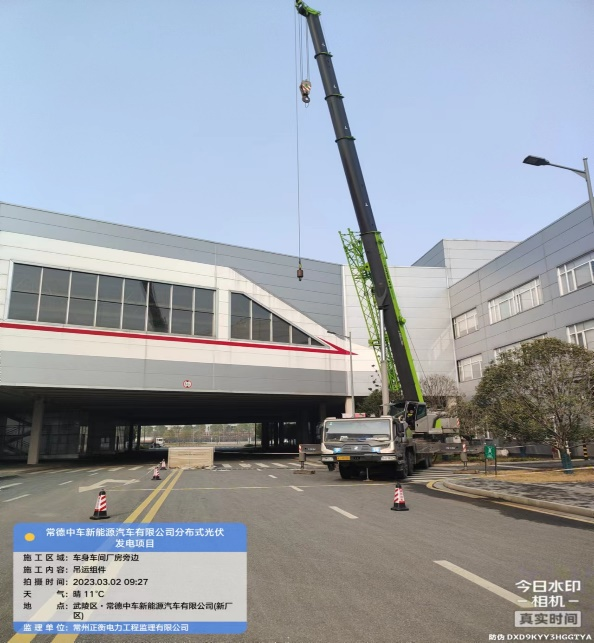 常德中车新能源汽车有限公司分布式光伏
发电项目
施工区域：车身车间厂房旁边
施工内容：吊运组件
拍摄时间：2023.03.02 09:27
天　　气：晴 11℃
地　　点：武陵区·常德中车新能源汽车有限公司(新厂
区)
监理单位：常州正衡电力工程监理有限公司
今日水印
相机
真实时间
防伪 DXD9KYY3HGGTYA